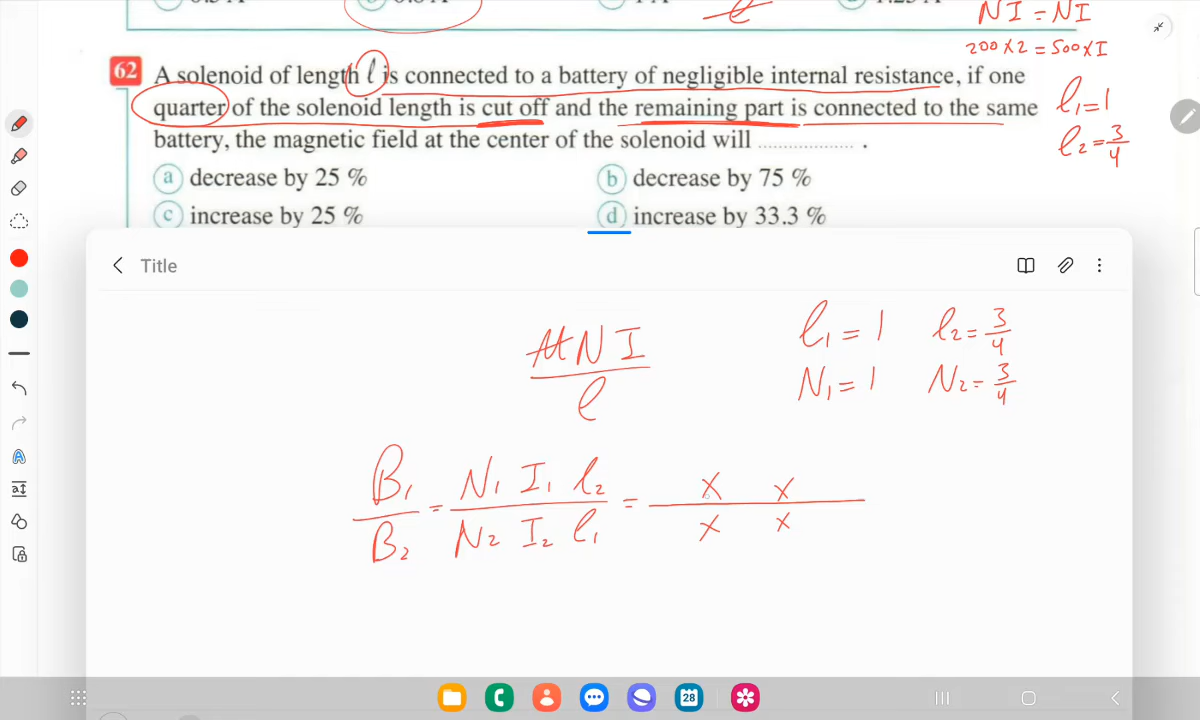 NI = NI
200 x 2 = 500 x I
62 A solenoid of length l is connected to a battery of negligible internal resistance, if one
quarter of the solenoid length is cut off and the remaining part is connected to the same
battery, the magnetic field at the center of the solenoid will .................. .
l₁ = 1
l₂ = 3/4
a decrease by 25 % b decrease by 75 %
c increase by 25 % d increase by 33.3 %
Title
μNI / l
l₁ = 1 l₂ = 3/4
N₁ = 1 N₂ = 3/4
B₁ / B₂ = N₁ I₁ l₂ / N₂ I₂ l₁ = x x / x x
28